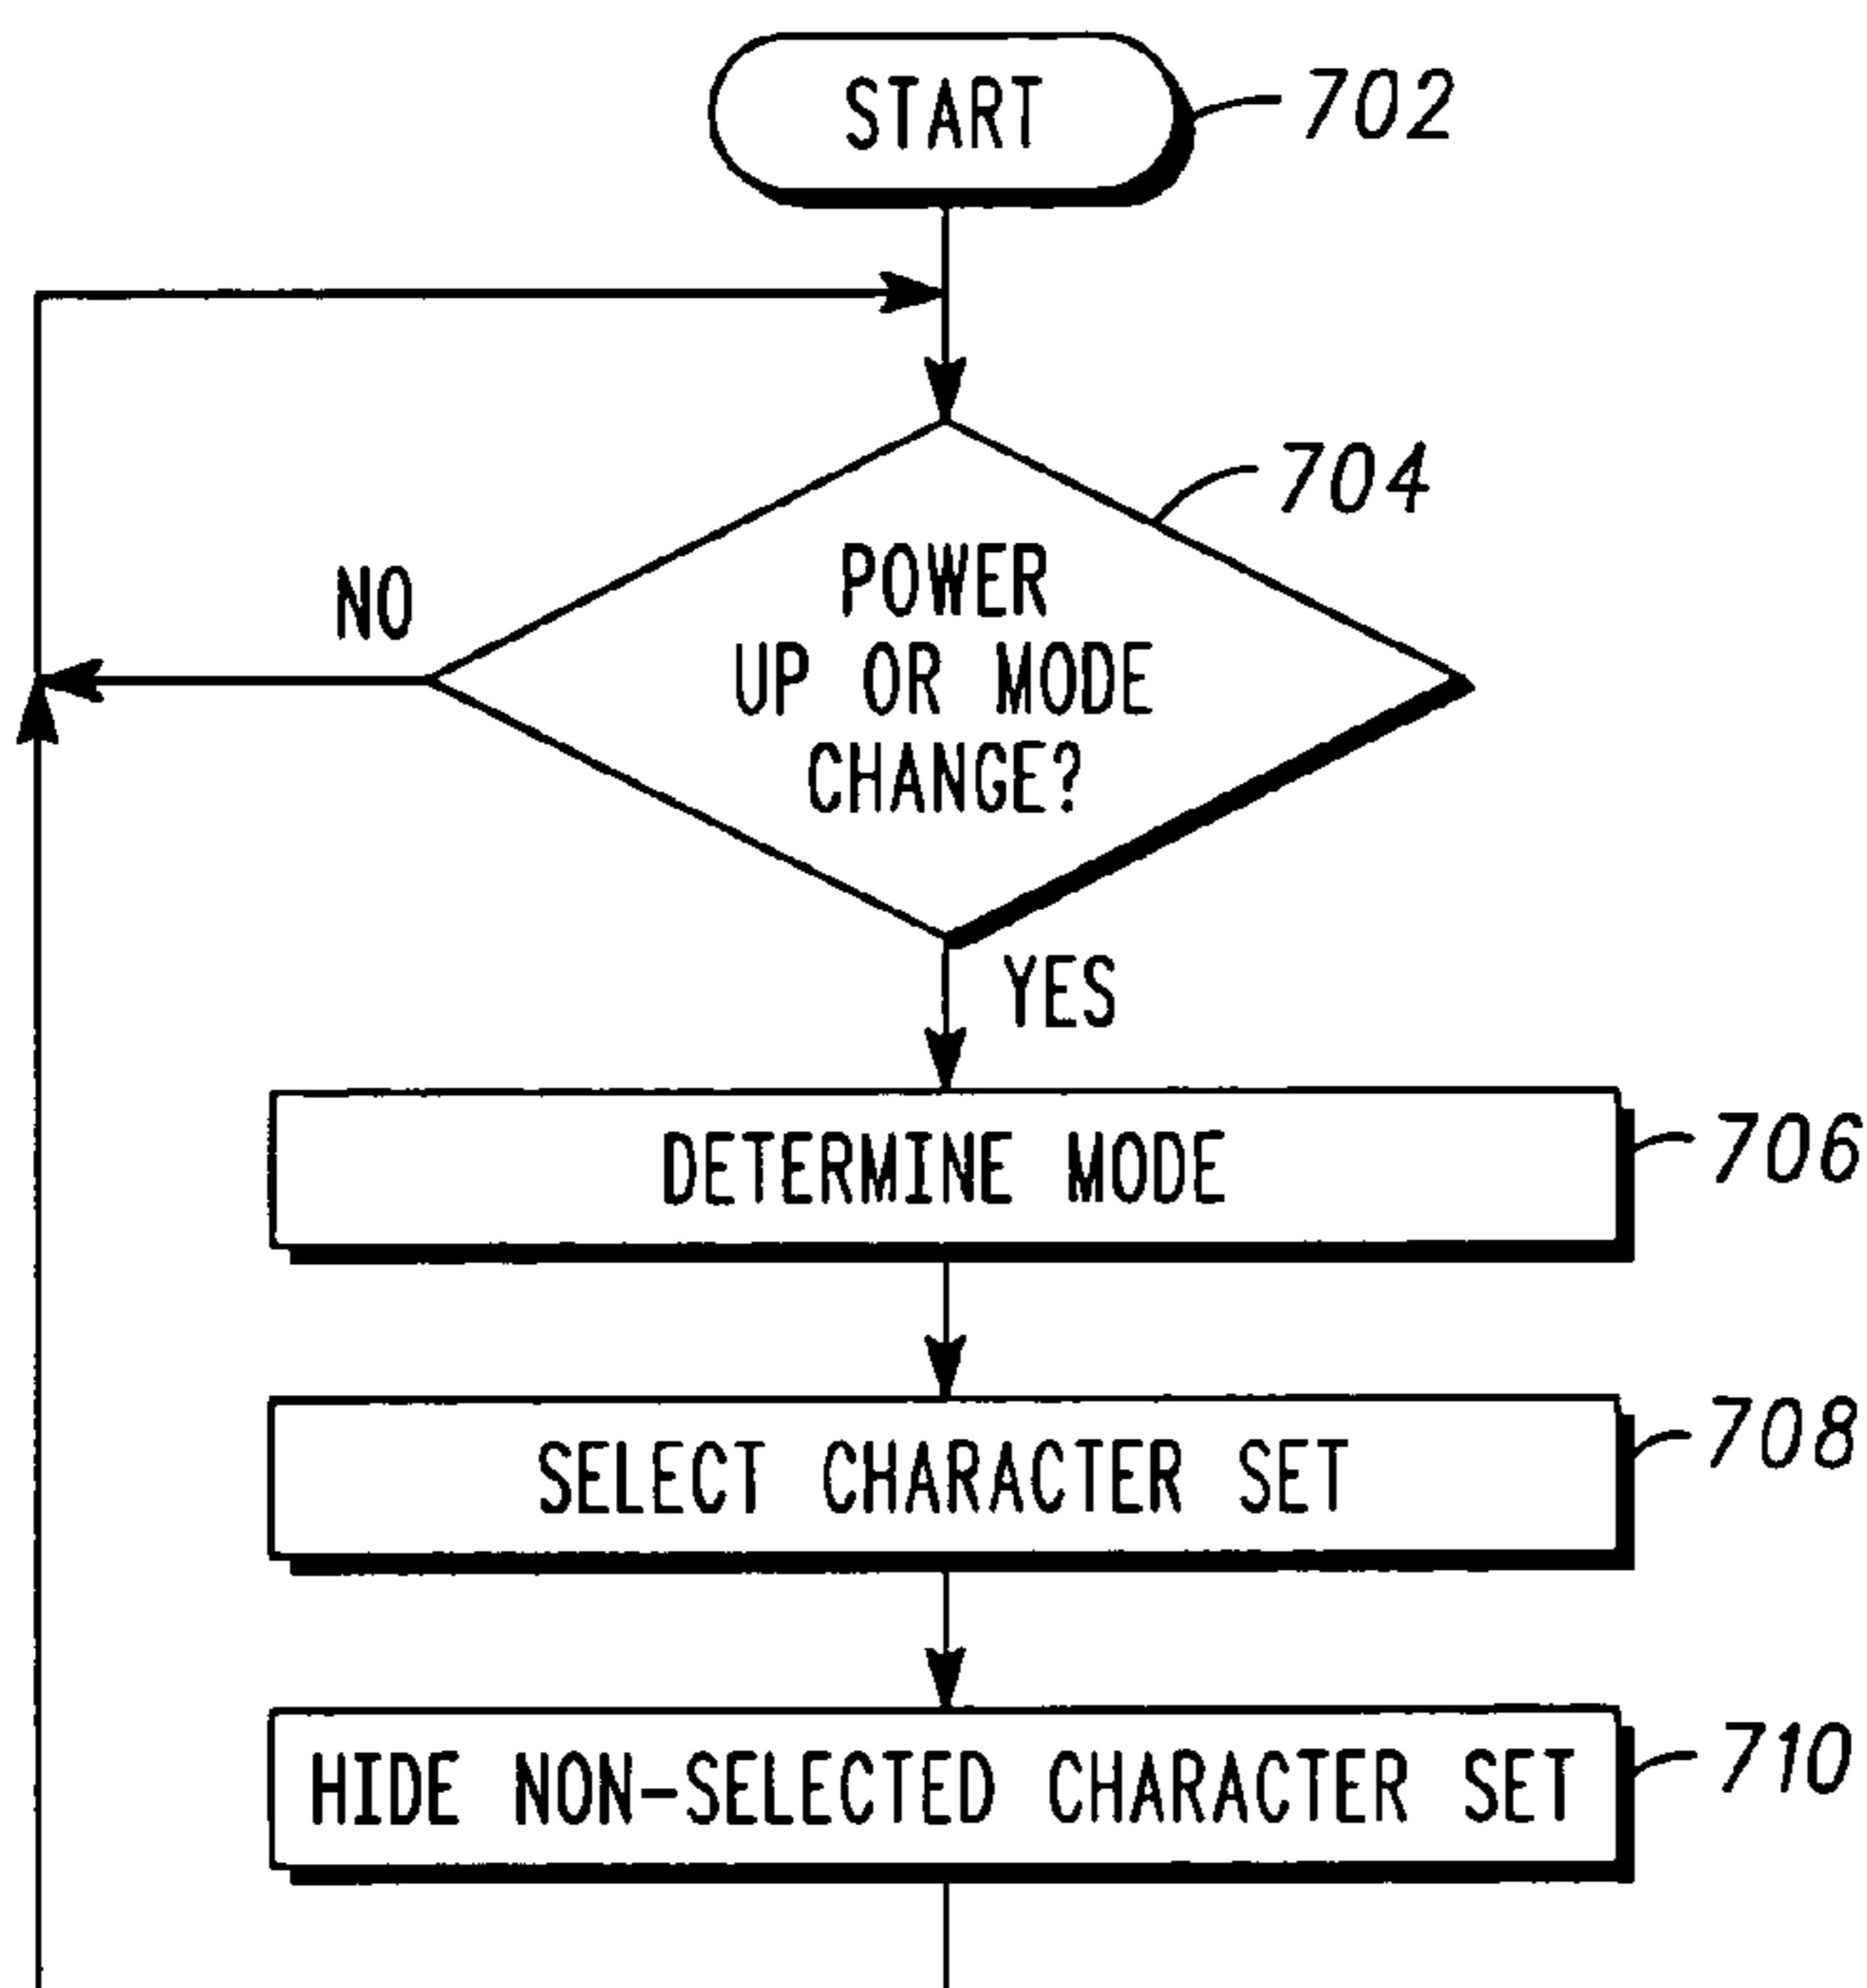 START
702
704
POWER
UP OR MODE
CHANGE?
NO
YES
DETERMINE MODE
706
SELECT CHARACTER SET
708
HIDE NON-SELECTED CHARACTER SET
710